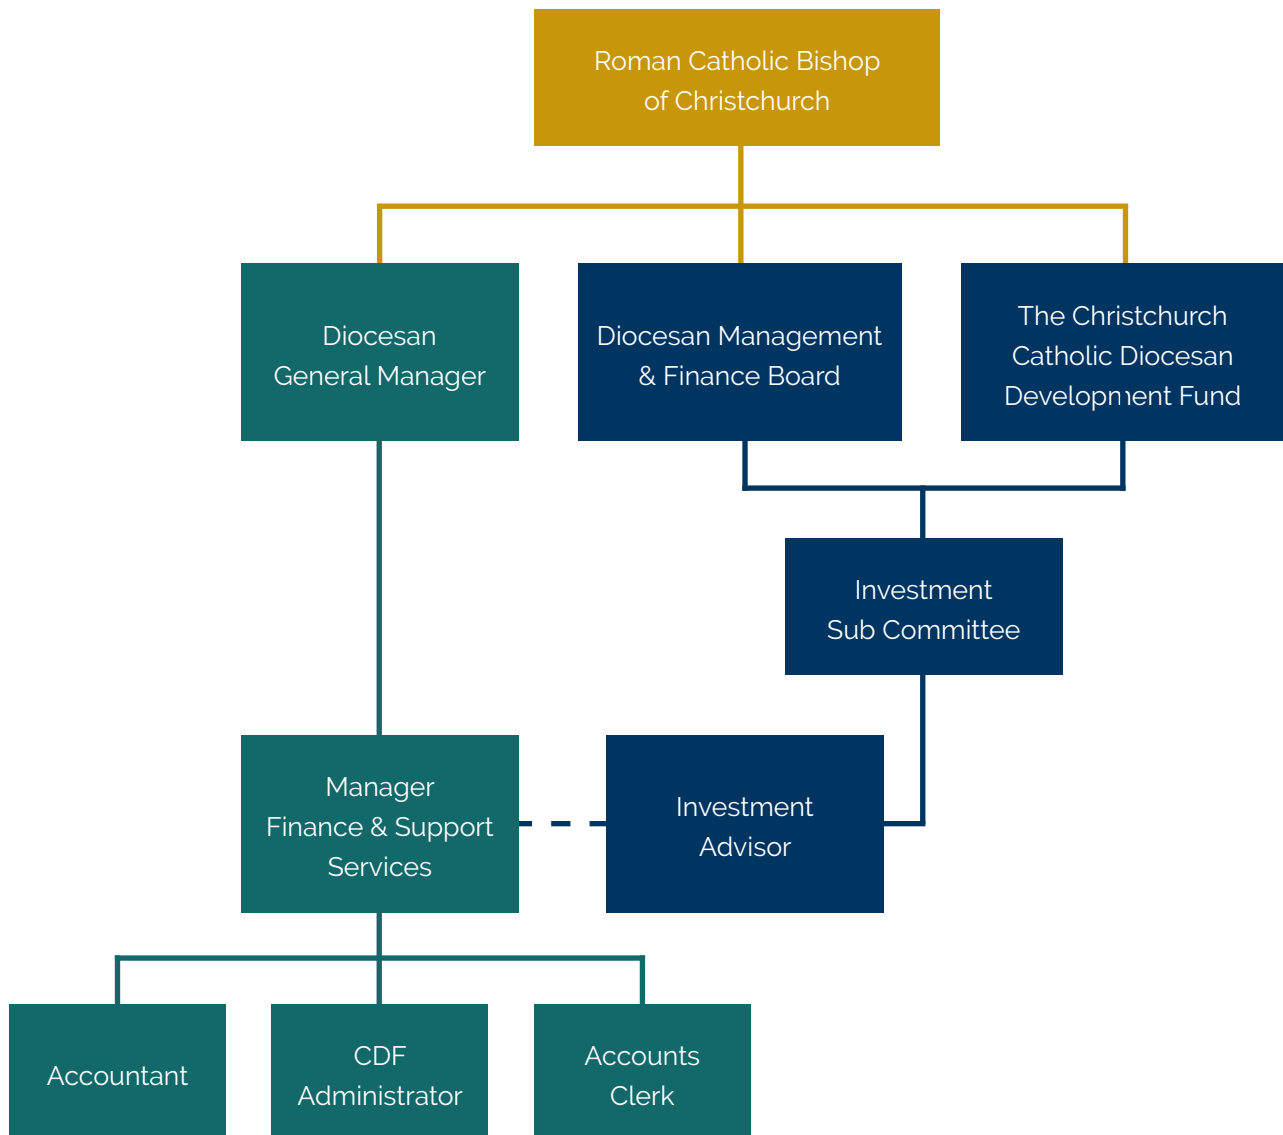 Roman Catholic Bishop
of Christchurch
Diocesan
General Manager
Diocesan Management
& Finance Board
The Christchurch
Catholic Diocesan
Development Fund
Investment
Sub Committee
Manager
Finance & Support
Services
Investment
Advisor
Accountant
CDF
Administrator
Accounts
Clerk